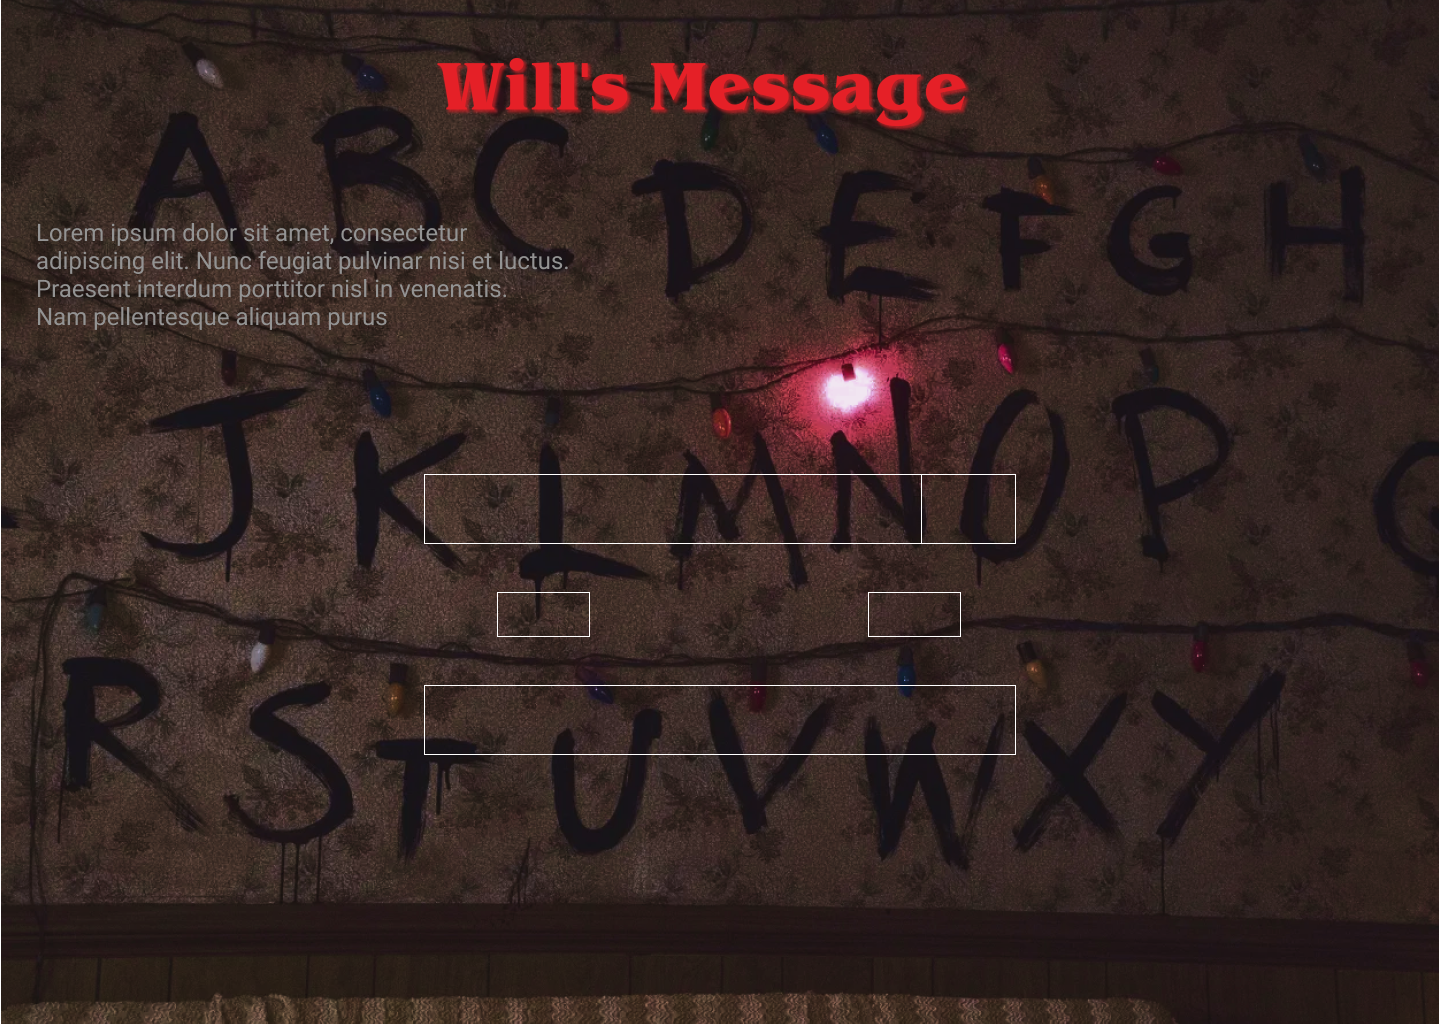 Will's Message
A B C D E F G H
Lorem ipsum dolor sit amet, consectetur
adipiscing elit. Nunc feugiat pulvinar nisi et luctus.
Praesent interdum porttitor nisl in venenatis.
Nam pellentesque aliquam purus
J K L M N O P Q
R S T U V W X Y